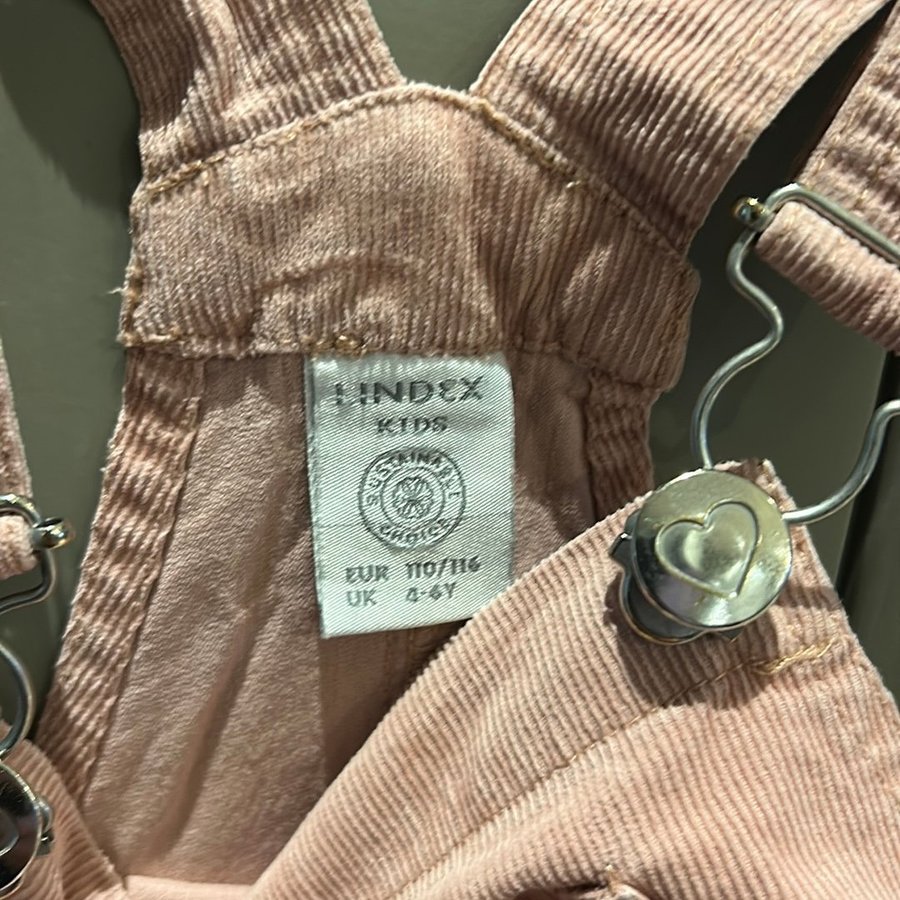 LINDEX
KIDS
SUSTAINABLE
CHOICE
EUR 110/116
UK 4-6Y